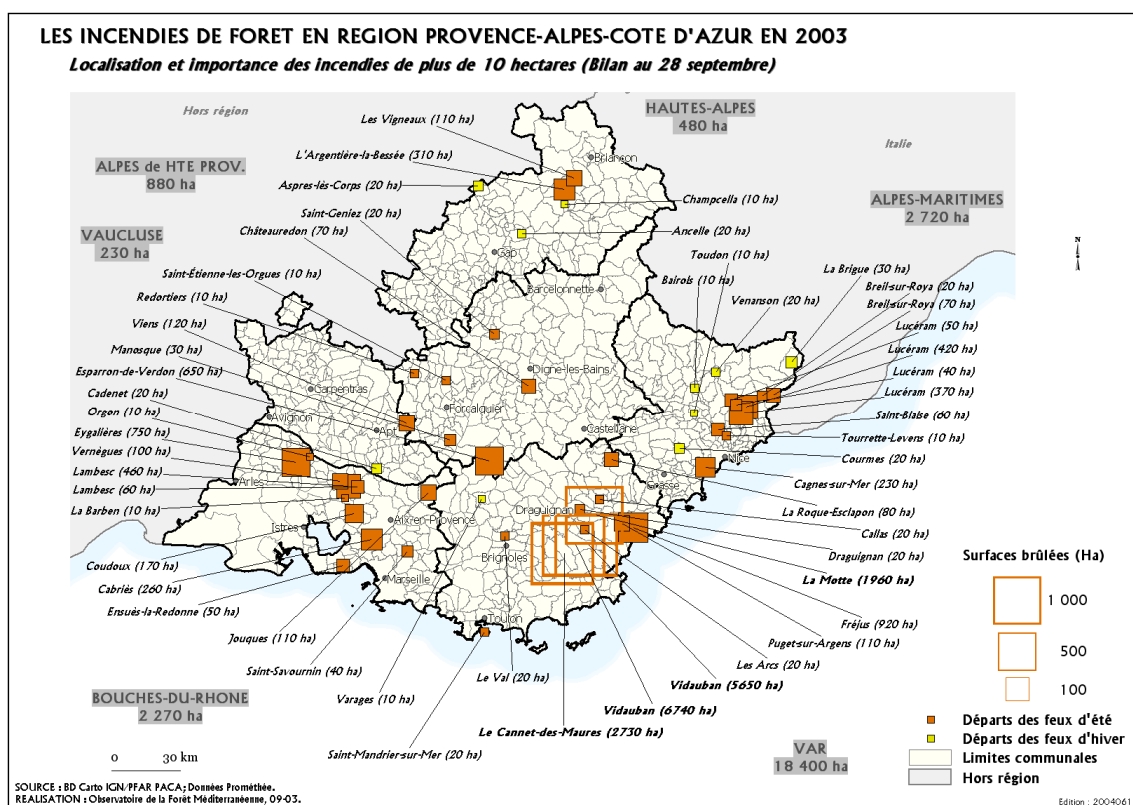 LES INCENDIES DE FORET EN REGION PROVENCE-ALPES-COTE D'AZUR EN 2003
Localisation et importance des incendies de plus de 10 hectares (Bilan au 28 septembre)
Hors région
HAUTES-ALPES
480 ha
Italie
ALPES de HTE PROV.
880 ha
ALPES-MARITIMES
2 720 ha
VAUCLUSE
230 ha
Les Vigneaux (110 ha)
L'Argentière-la-Bessée (310 ha)
Aspres-lès-Corps (20 ha)
Saint-Geniez (20 ha)
Châteauredon (70 ha)
Saint-Étienne-les-Orgues (10 ha)
Redortiers (10 ha)
Viens (120 ha)
Manosque (30 ha)
Esparron-de-Verdon (650 ha)
Cadenet (20 ha)
Orgon (10 ha)
Eygalières (750 ha)
Vernègues (100 ha)
Lambesc (460 ha)
Lambesc (60 ha)
La Barben (10 ha)
Coudoux (170 ha)
Cabriès (260 ha)
Ensuès-la-Redonne (50 ha)
Jouques (110 ha)
Saint-Savournin (40 ha)
Varages (10 ha)
Saint-Mandrier-sur-Mer (20 ha)
Le Val (20 ha)
Le Cannet-des-Maures (2730 ha)
Vidauban (6740 ha)
Vidauban (5650 ha)
Les Arcs (20 ha)
Puget-sur-Argens (110 ha)
Fréjus (920 ha)
La Motte (1960 ha)
Draguignan (20 ha)
Callas (20 ha)
La Roque-Esclapon (80 ha)
Cagnes-sur-Mer (230 ha)
Courmes (20 ha)
Tourrette-Levens (10 ha)
Saint-Blaise (60 ha)
Lucéram (370 ha)
Lucéram (40 ha)
Lucéram (420 ha)
Lucéram (50 ha)
Breil-sur-Roya (70 ha)
Breil-sur-Roya (20 ha)
La Brigue (30 ha)
Venanson (20 ha)
Bairols (10 ha)
Toudon (10 ha)
Ancelle (20 ha)
Champcella (10 ha)
Briançon
Gap
Barcelonnette
Digne-les-Bains
Forcalquier
Castellane
Carpentras
Avignon
Apt
Arles
Istres
Aix-en-Provence
Marseille
Brignoles
Draguignan
Toulon
Grasse
Nice
N
BOUCHES-DU-RHONE
2 270 ha
VAR
18 400 ha
Surfaces brûlées (Ha)
1 000
500
100
Départs des feux d'été
Départs des feux d'hiver
Limites communales
Hors région
0 30 km
SOURCE : BD Carto IGN/PFAR PACA; Données Prométhée.
REALISATION : Observatoire de la Forêt Méditerranéenne, 09-03.